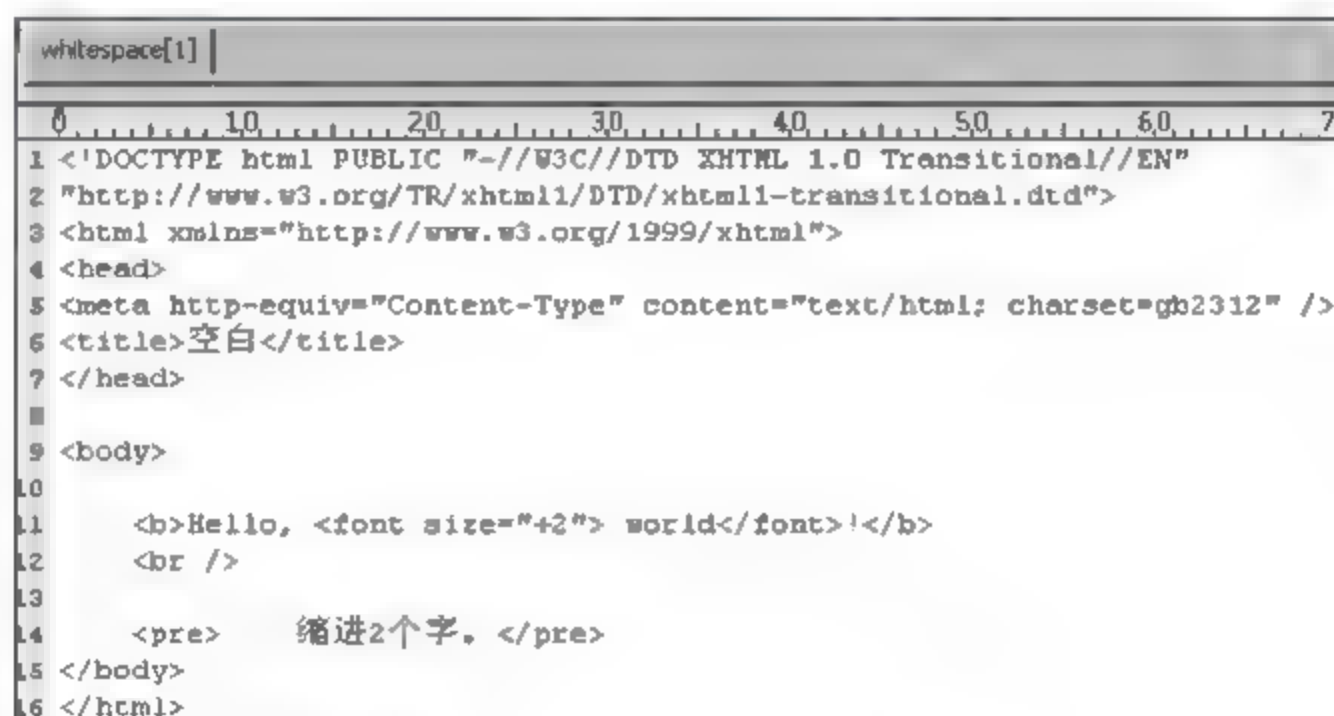 whitespace[1]
0 10 20 30 40 50 60 7
1 <!DOCTYPE html PUBLIC "-//W3C//DTD XHTML 1.0 Transitional//EN"
2 "http://www.w3.org/TR/xhtml1/DTD/xhtml1-transitional.dtd">
3 <html xmlns="http://www.w3.org/1999/xhtml">
4 <head>
5 <meta http-equiv="Content-Type" content="text/html; charset=gb2312" />
6 <title>空白</title>
7 </head>
8
9 <body>
10
11     <b>Hello, <font size="+2"> world</font>!</b>
12     <br />
13
14     <pre>    缩进2个字。</pre>
15 </body>
16 </html>